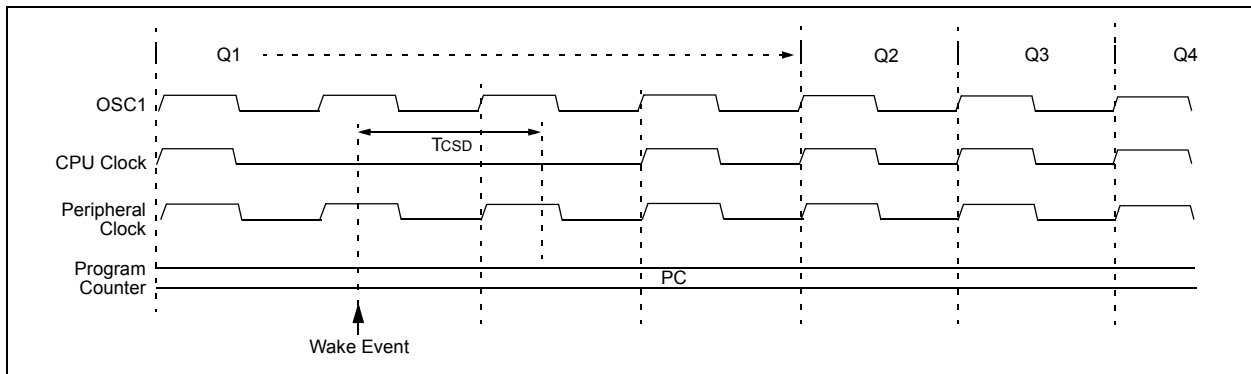 Q1 Q2 Q3 Q4
OSC1
TCSD
CPU Clock
Peripheral
Clock
Program
Counter
PC
Wake Event